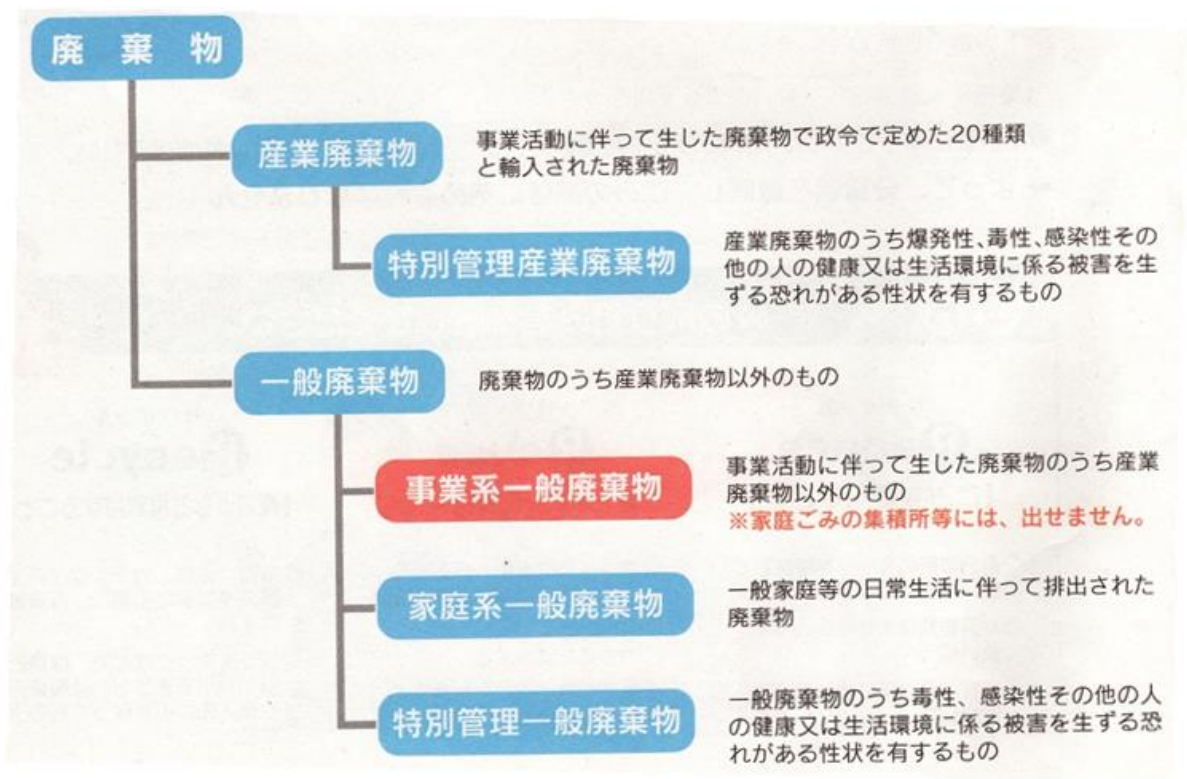 廃棄物
産業廃棄物
事業活動に伴って生じた廃棄物で政令で定めた20種類
と輸入された廃棄物
特別管理産業廃棄物
産業廃棄物のうち爆発性、毒性、感染性その
他の人の健康又は生活環境に係る被害を生
ずる恐れがある性状を有するもの
一般廃棄物
廃棄物のうち産業廃棄物以外のもの
事業系一般廃棄物
事業活動に伴って生じた廃棄物のうち産業
廃棄物以外のもの
※家庭ごみの集積所等には、出せません。
家庭系一般廃棄物
一般家庭等の日常生活に伴って排出された
廃棄物
特別管理一般廃棄物
一般廃棄物のうち毒性、感染性その他の人
の健康又は生活環境に係る被害を生ずる恐
れがある性状を有するもの